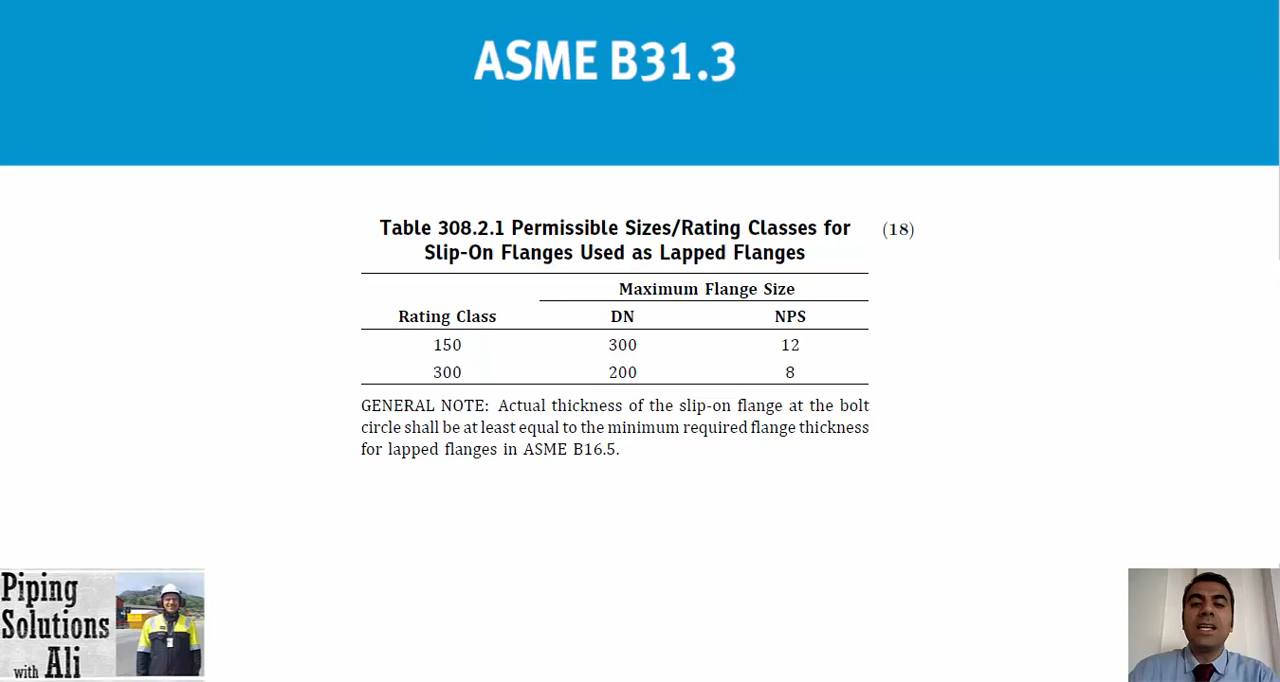 ASME B31.3
Table 308.2.1 Permissible Sizes/Rating Classes for (18)
Slip-On Flanges Used as Lapped Flanges
Maximum Flange Size
Rating Class DN NPS
150 300 12
300 200 8
GENERAL NOTE: Actual thickness of the slip-on flange at the bolt
circle shall be at least equal to the minimum required flange thickness
for lapped flanges in ASME B16.5.
Piping
Solutions
with Ali